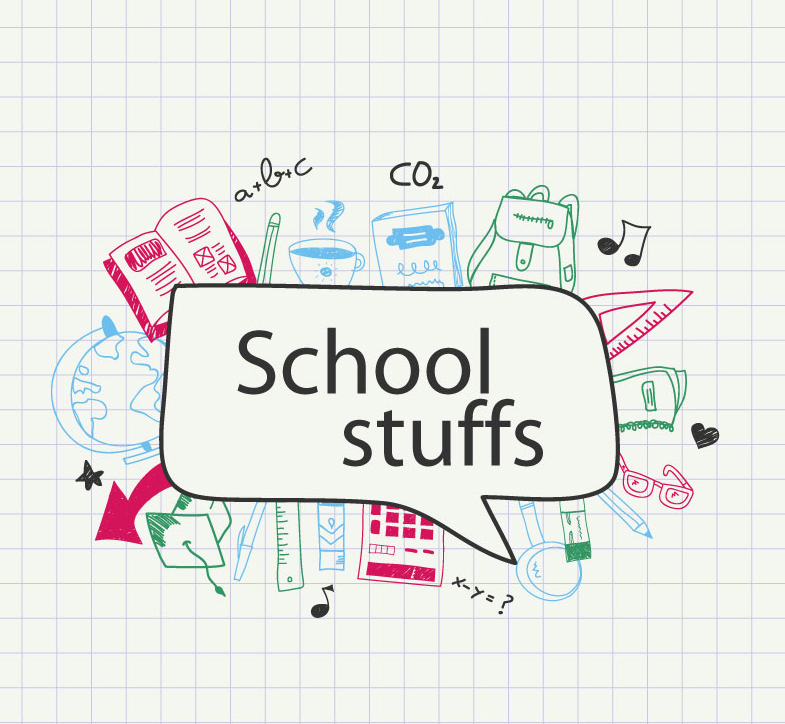 a+b+c
CO₂
School
stuffs
x-y=?